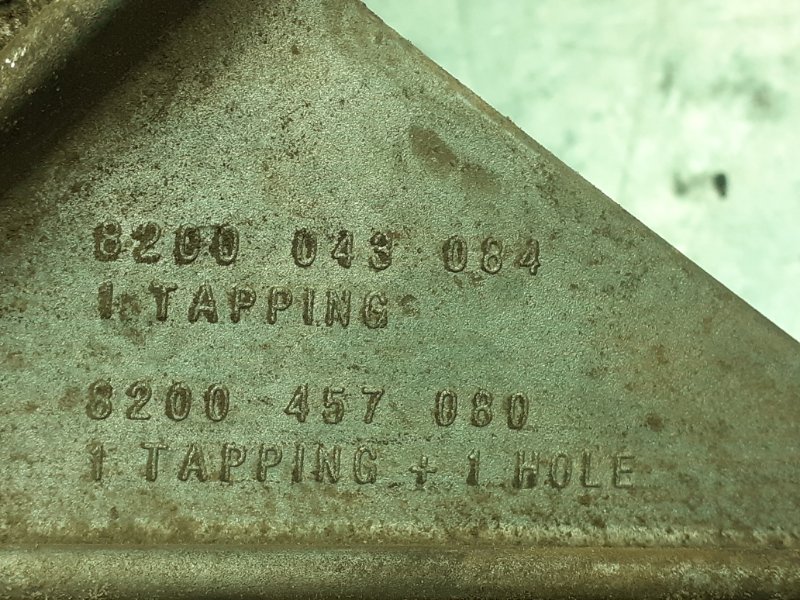 8200 043 084
1 TAPPING
8200 457 080
1 TAPPING + 1 HOLE